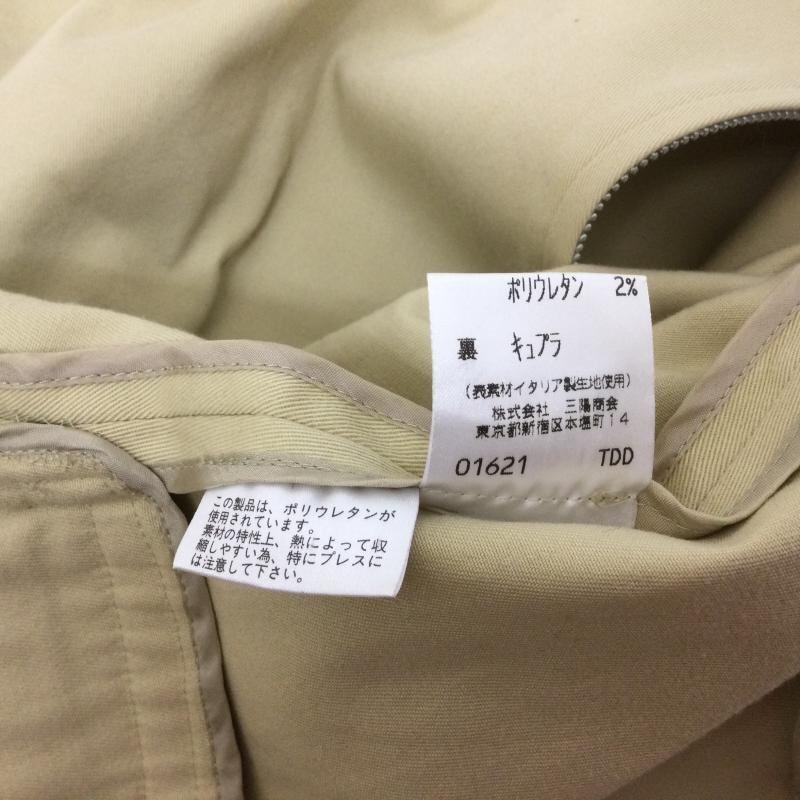 ポリウレタン 2%
裏 キュプラ
(表素材イタリア製生地使用)
株式会社 三陽商会
東京都新宿区本塩町14
01621 TDD
この製品は、ポリウレタンが
使用されています。
素材の特性上、熱によって収
縮しやすい為、特にプレスに
は注意して下さい。